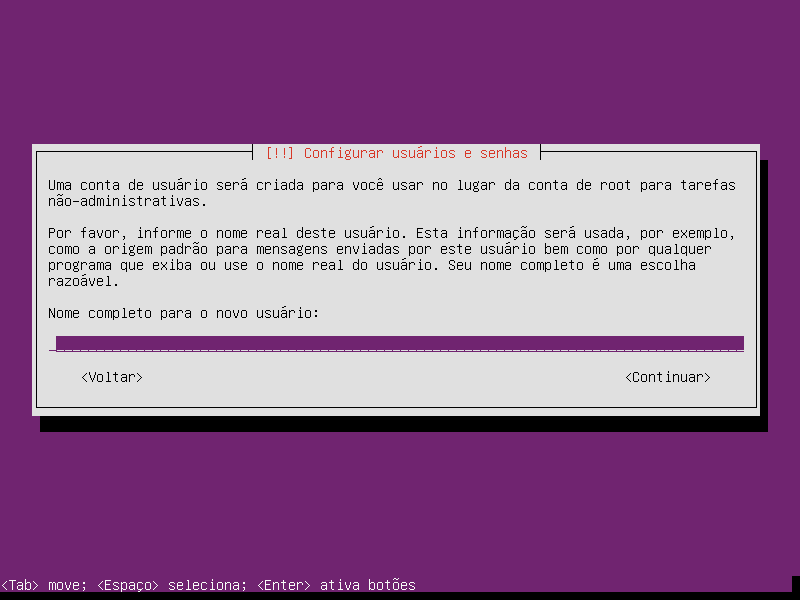 [!!] Configurar usuários e senhas
Uma conta de usuário será criada para você usar no lugar da conta de root para tarefas
não-administrativas.
Por favor, informe o nome real deste usuário. Esta informação será usada, por exemplo,
como a origem padrão para mensagens enviadas por este usuário bem como por qualquer
programa que exiba ou use o nome real do usuário. Seu nome completo é uma escolha
razoável.
Nome completo para o novo usuário:
<Voltar> <Continuar>
<Tab> move; <Espaço> seleciona; <Enter> ativa botões